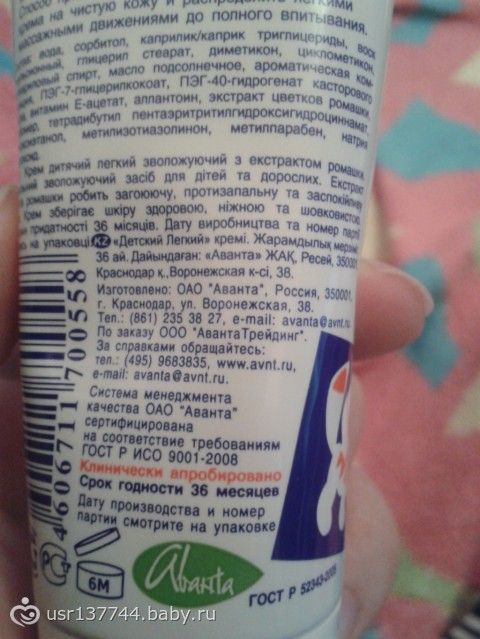 крема на чистую кожу и распределите лёгкими
массажными движениями до полного впитывания.
вода, сорбитол, каприлик/каприк триглицериды, воск
глицерил стеарат, диметикон, циклометикон,
спирт, масло подсолнечное, ароматическая ком-
ПЭГ-7-глицерилкокоат, ПЭГ-40-гидрогенат касторового
витамин Е-ацетат, аллантоин, экстракт цветков ромашки,
тетрадибутил пентаэритритилгидроксигидроциннамат,
метилизотиазолинон, метилпарабен, натрия
Крем дитячий легкий зволожуючий з екстрактом ромашки
зволожуючий засіб для дітей та дорослих. Екстракт
ромашки робить загоюючу, протизапальну та заспокійливу
Крем зберігає шкіру здоровою, ніжною та шовковистою.
придатності 36 місяців. Дату виробництва та номер партії
на упаковці. KZ «Детский Легкий» кремі. Жарамдылық мерзімі
36 ай. Дайындаған: «Аванта» ЖАҚ, Ресей, 350001,
Краснодар қ., Воронежская к-сі, 38.
Изготовлено: ОАО "Аванта", Россия, 350001,
г. Краснодар, ул. Воронежская, 38.
Тел.: (861) 235 38 27, e-mail: avanta@avnt.ru.
По заказу ООО "АвантаТрейдинг".
За справками обращайтесь:
тел.: (495) 9683835, www.avnt.ru,
e-mail: avanta@avnt.ru.
Система менеджмента
качества ОАО "Аванта"
сертифицирована
на соответствие требованиям
ГОСТ Р ИСО 9001-2008
Клинически апробировано
Срок годности 36 месяцев
Дату производства и номер
партии смотрите на упаковке
4 606711 700558
РСТ
6М
Avanta
ГОСТ Р 52343-2005
usr137744.baby.ru